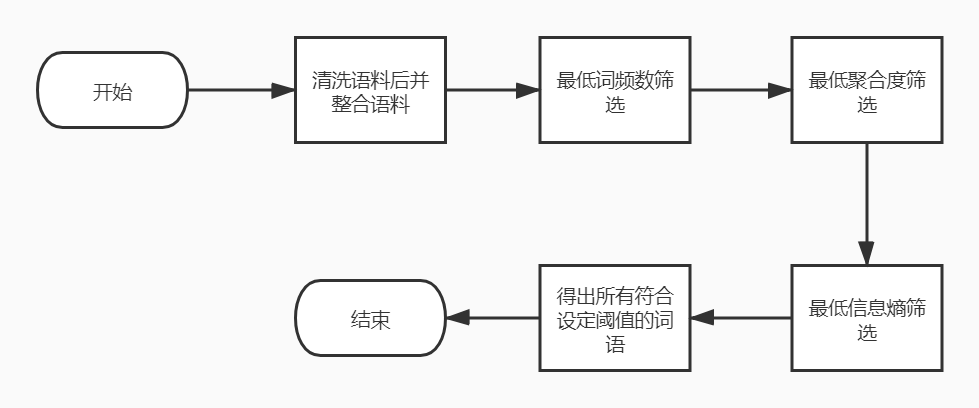 开始
清洗语料后并
整合语料
最低词频数筛
选
最低聚合度筛
选
最低信息熵筛
选
得出所有符合
设定阈值的词
语
结束